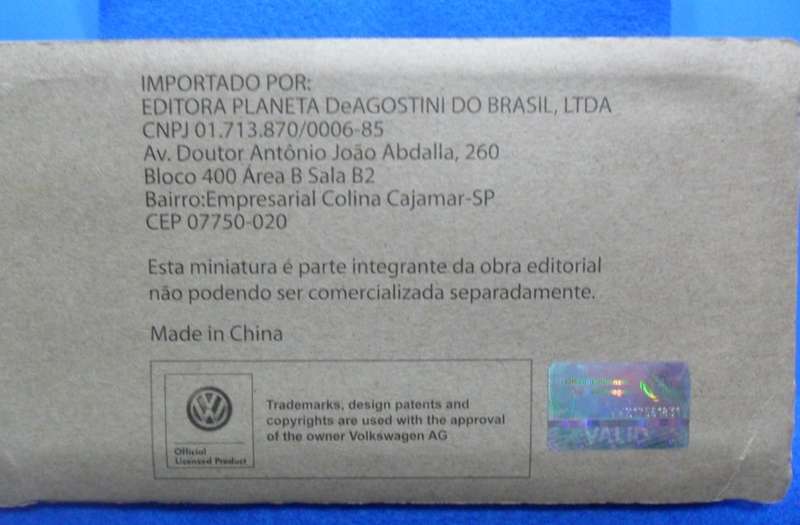 IMPORTADO POR:
EDITORA PLANETA DeAGOSTINI DO BRASIL, LTDA
CNPJ 01.713.870/0006-85
Av. Doutor Antônio João Abdalla, 260
Bloco 400 Área B Sala B2
Bairro:Empresarial Colina Cajamar-SP
CEP 07750-020
Esta miniatura é parte integrante da obra editorial
não podendo ser comercializada separadamente.
Made in China
Trademarks, design patents and
copyrights are used with the approval
of the owner Volkswagen AG
Official
Licensed Product
VALID